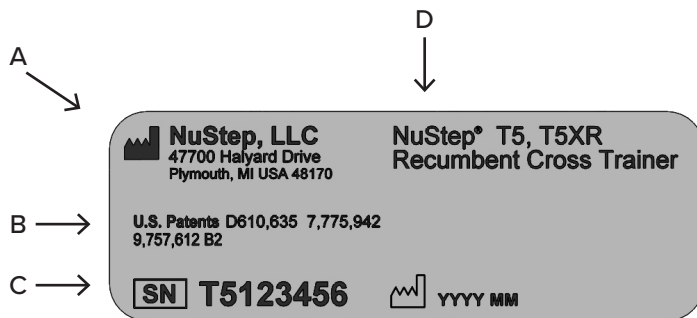 A
D
NuStep, LLC
47700 Halyard Drive
Plymouth, MI USA 48170
NuStep® T5, T5XR
Recumbent Cross Trainer
B
U.S. Patents D610,635 7,775,942
9,757,612 B2
C
SN T5123456
YYYY MM